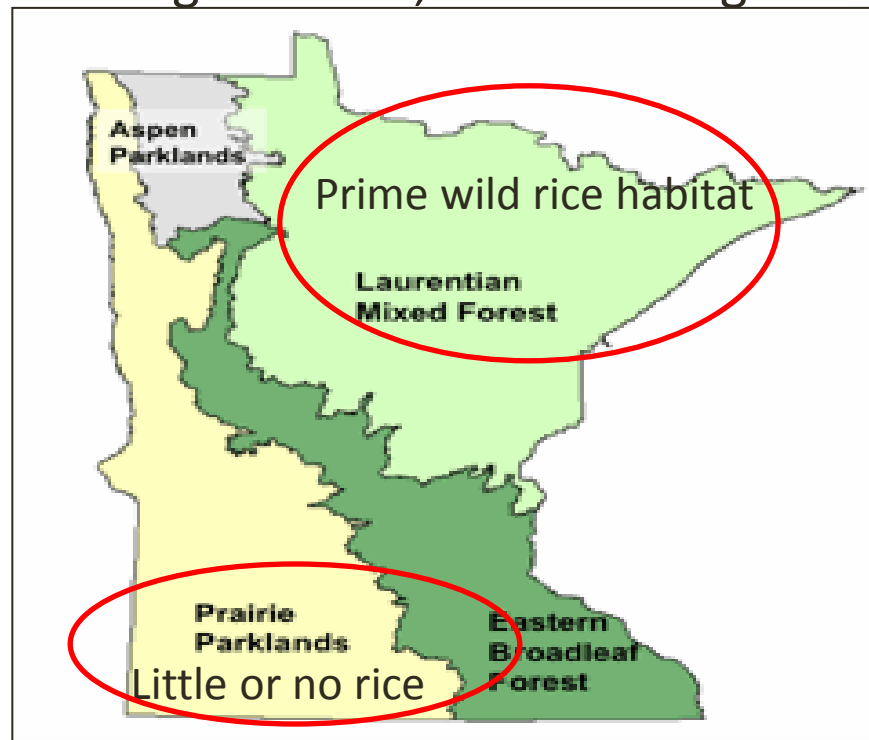 Aspen
Parklands
Prime wild rice habitat
Laurentian
Mixed Forest
Prairie
Parklands
Little or no rice
Eastern
Broadleaf
Forest